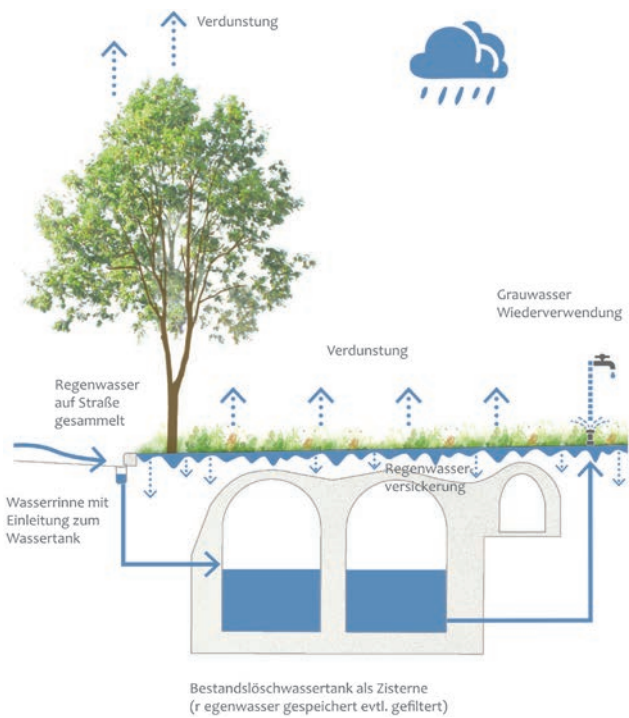 Verdunstung
Grauwasser
Wiederverwendung
Verdunstung
Regenwasser
auf Straße
gesammelt
Regenwasser
versickerung
Wasserrinne mit
Einleitung zum
Wassertank
Bestandslöschwassertank als Zisterne
(r egenwasser gespeichert evtl. gefiltert)